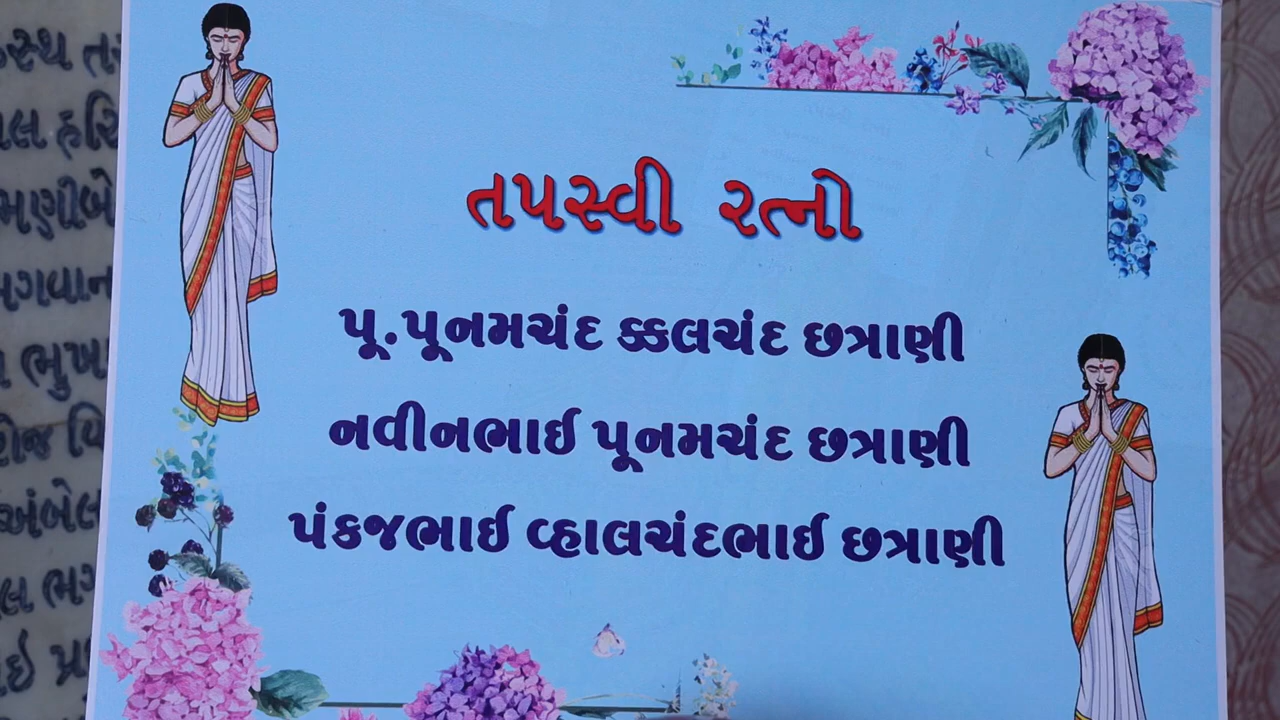 તપસ્વી રત્નો
પૂ.પૂનમચંદ ક્કલચંદ છત્રાણી
નવીનભાઇ પૂનમચંદ છત્રાણી
પંકજભાઇ વ્હાલચંદભાઇ છત્રાણી